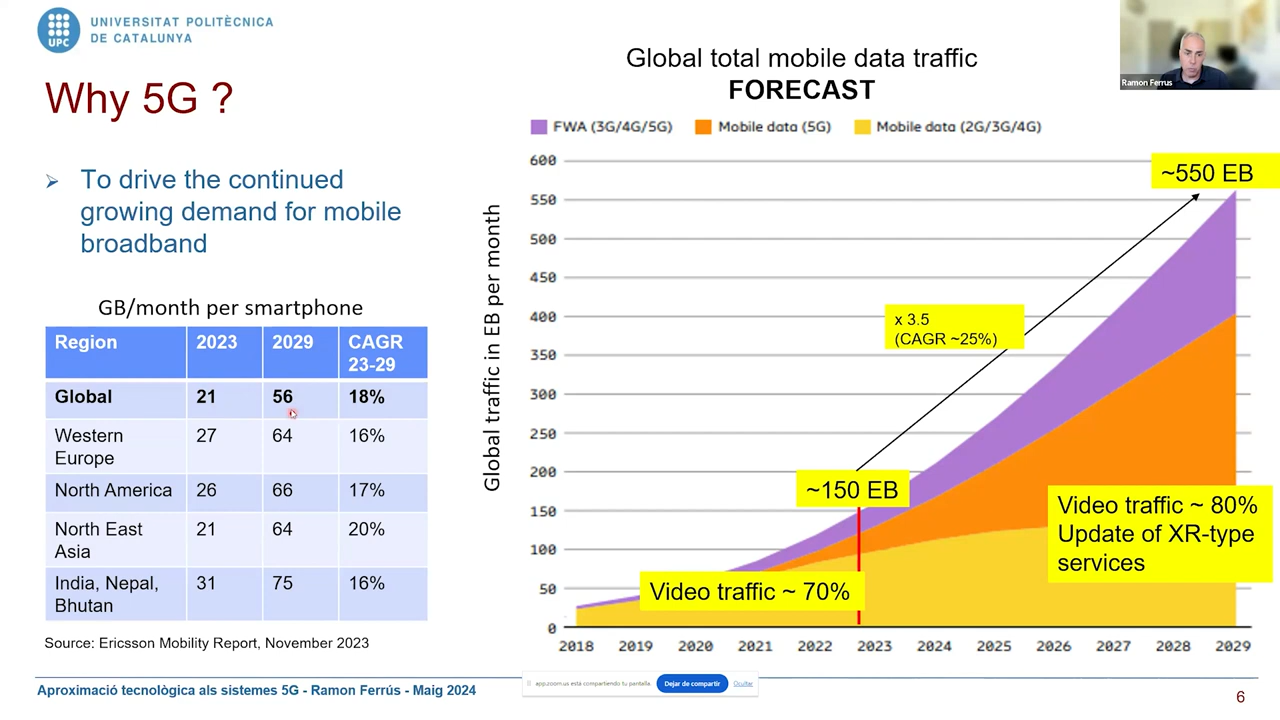 UNIVERSITAT POLITÈCNICA
DE CATALUNYA
UPC
Why 5G ?
To drive the continued
growing demand for mobile
broadband
GB/month per smartphone
Region 2023 2029 CAGR
23-29
Global 21 56 18%
Western
Europe 27 64 16%
North America 26 66 17%
North East
Asia 21 64 20%
India, Nepal,
Bhutan 31 75 16%
Source: Ericsson Mobility Report, November 2023
Global total mobile data traffic
FORECAST
FWA (3G/4G/5G) Mobile data (5G) Mobile data (2G/3G/4G)
Global traffic in EB per month
600
550
500
450
400
350
300
250
200
150
100
50
0
~550 EB
x 3.5
(CAGR ~25%)
~150 EB
Video traffic ~ 70%
Video traffic ~ 80%
Update of XR-type
services
2018 2019 2020 2021 2022 2023 2024 2025 2026 2027 2028 2029
Ramon Ferrus
Aproximació tecnològica als sistemes 5G - Ramon Ferrús - Maig 2024
app.zoom.us está compartiendo tu pantalla. Dejar de compartir Ocultar
6